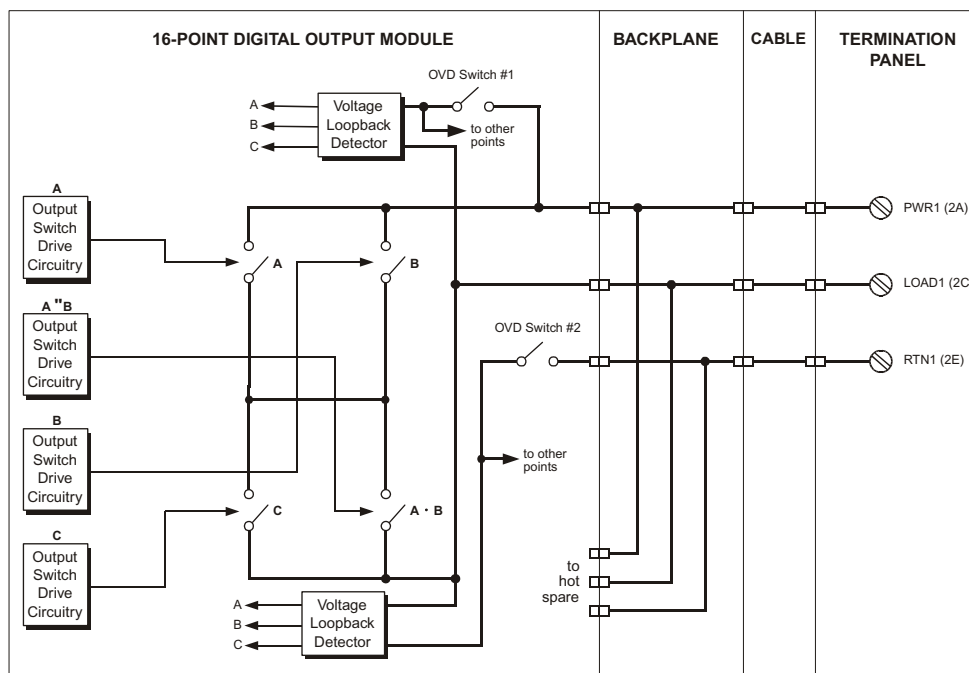 16-POINT DIGITAL OUTPUT MODULE
BACKPLANE
CABLE
TERMINATION
PANEL
OVD Switch #1
A
B
C
Voltage
Loopback
Detector
to other
points
A
Output
Switch
Drive
Circuitry
PWR1 (2A)
A
B
LOAD1 (2C
A"B
Output
Switch
Drive
Circuitry
OVD Switch #2
RTN1 (2E)
B
Output
Switch
Drive
Circuitry
to other
points
C
A · B
C
Output
Switch
Drive
Circuitry
to
hot
spare
A
B
C
Voltage
Loopback
Detector